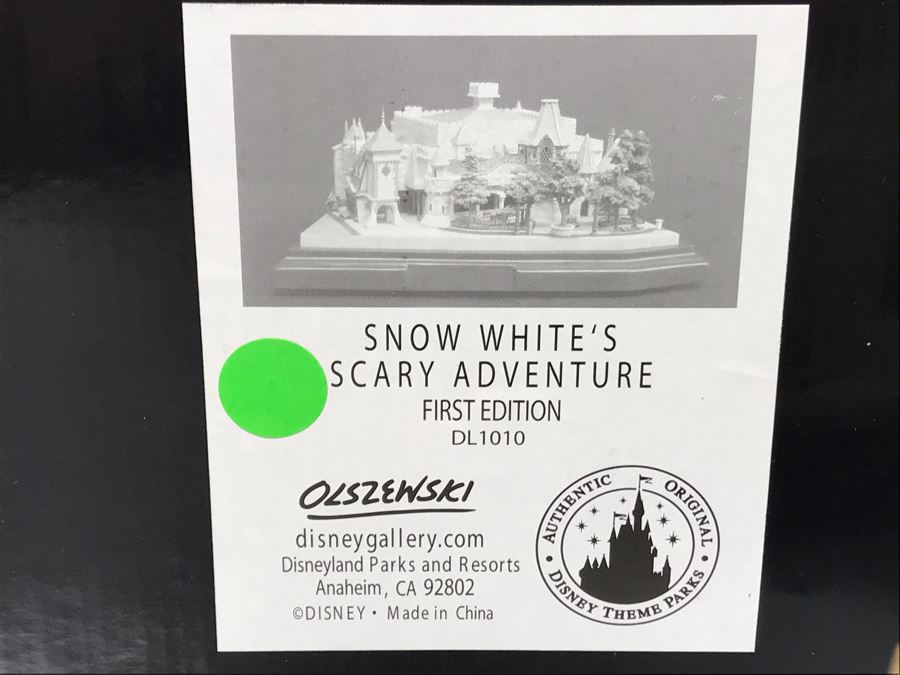 SNOW WHITE‘S
SCARY ADVENTURE
FIRST EDITION
DL1010
OLSZEWSKI
disneygallery.com
Disneyland Parks and Resorts
Anaheim, CA 92802
©DISNEY • Made in China
AUTHENTIC ORIGINAL
• DISNEY THEME PARKS •